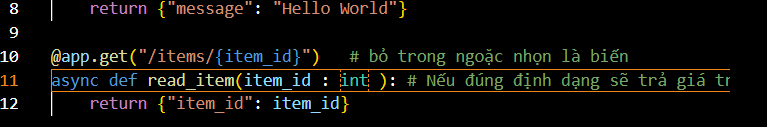 8 return {"message": "Hello World"}
9
10 @app.get("/items/{item_id}") # bỏ trong ngoặc nhọn là biến
11 async def read_item(item_id : int ): # Nếu đúng định dạng sẽ trả giá
12 return {"item_id": item_id}